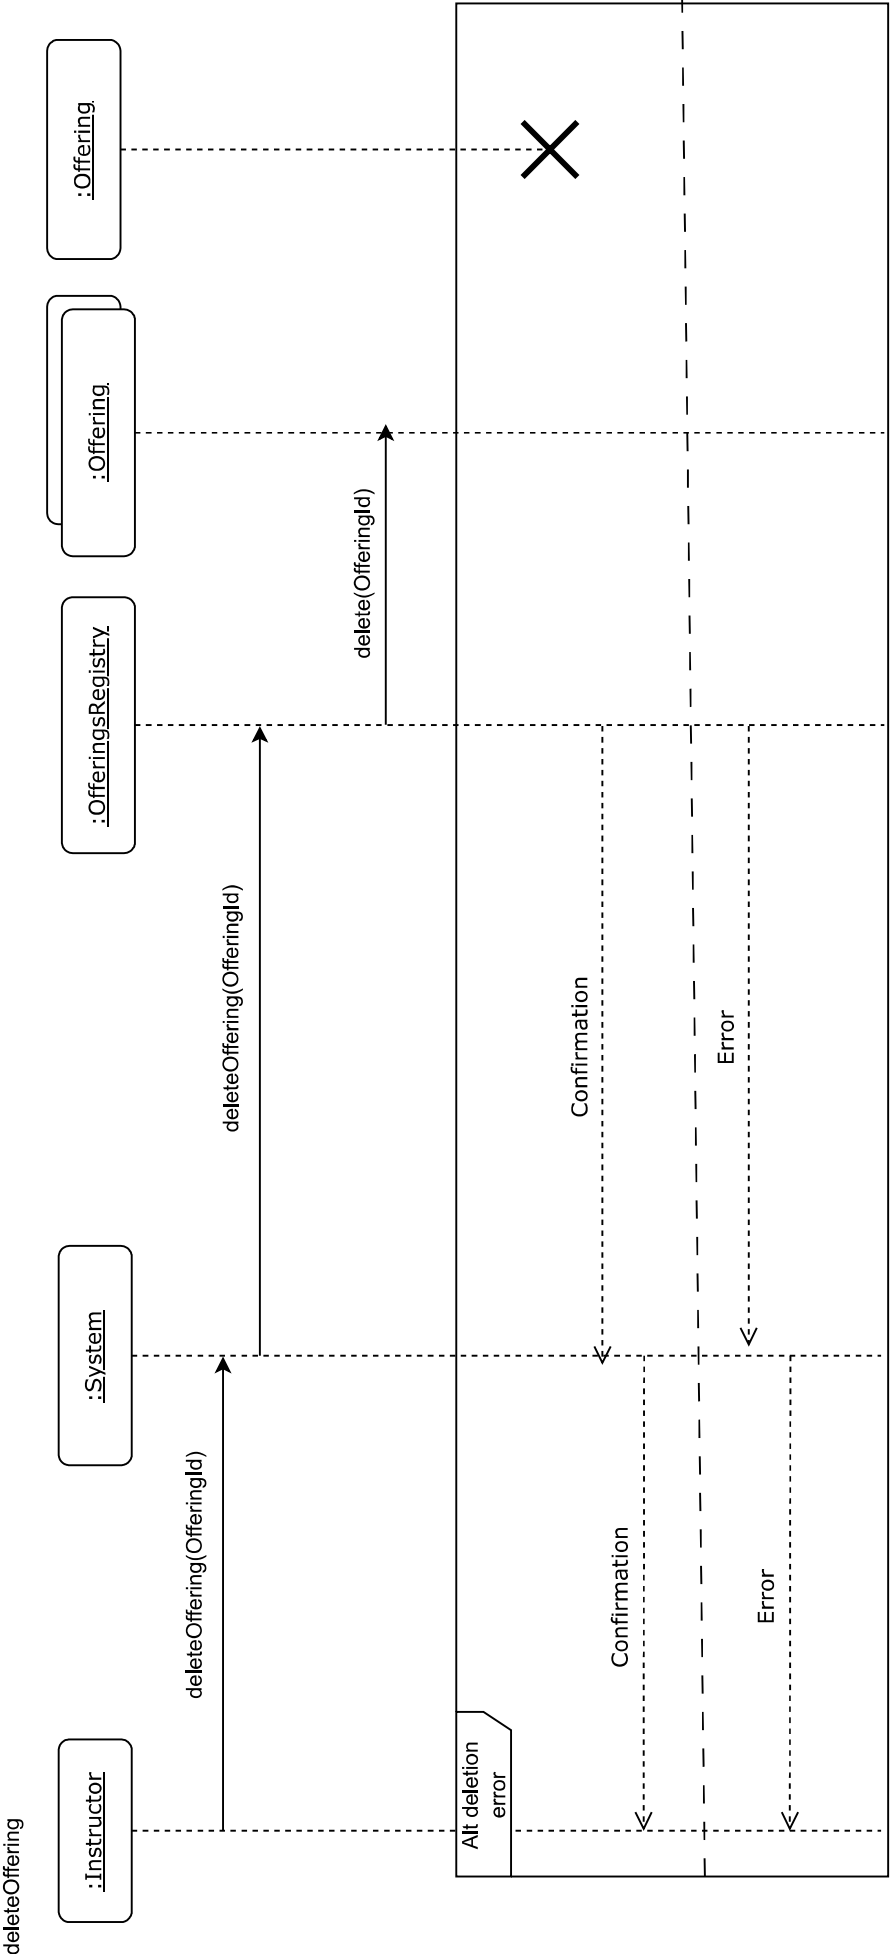 deleteOffering
:Instructor
:System
:OfferingsRegistry
:Offering
:Offering
deleteOffering(OfferingId)
deleteOffering(OfferingId)
delete(OfferingId)
Alt deletion
error
Confirmation
Confirmation
Error
Error